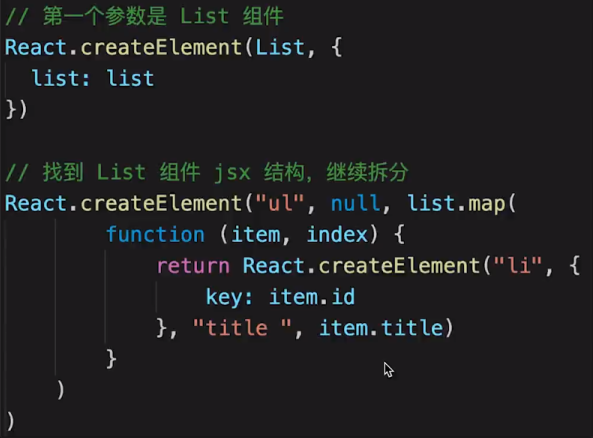 // 第一个参数是 List 组件
React.createElement(List, {
  list: list
})

// 找到 List 组件 jsx 结构，继续拆分
React.createElement("ul", null, list.map(
        function (item, index) {
            return React.createElement("li", {
                key: item.id
            }, "title ", item.title)
        }
    )
)